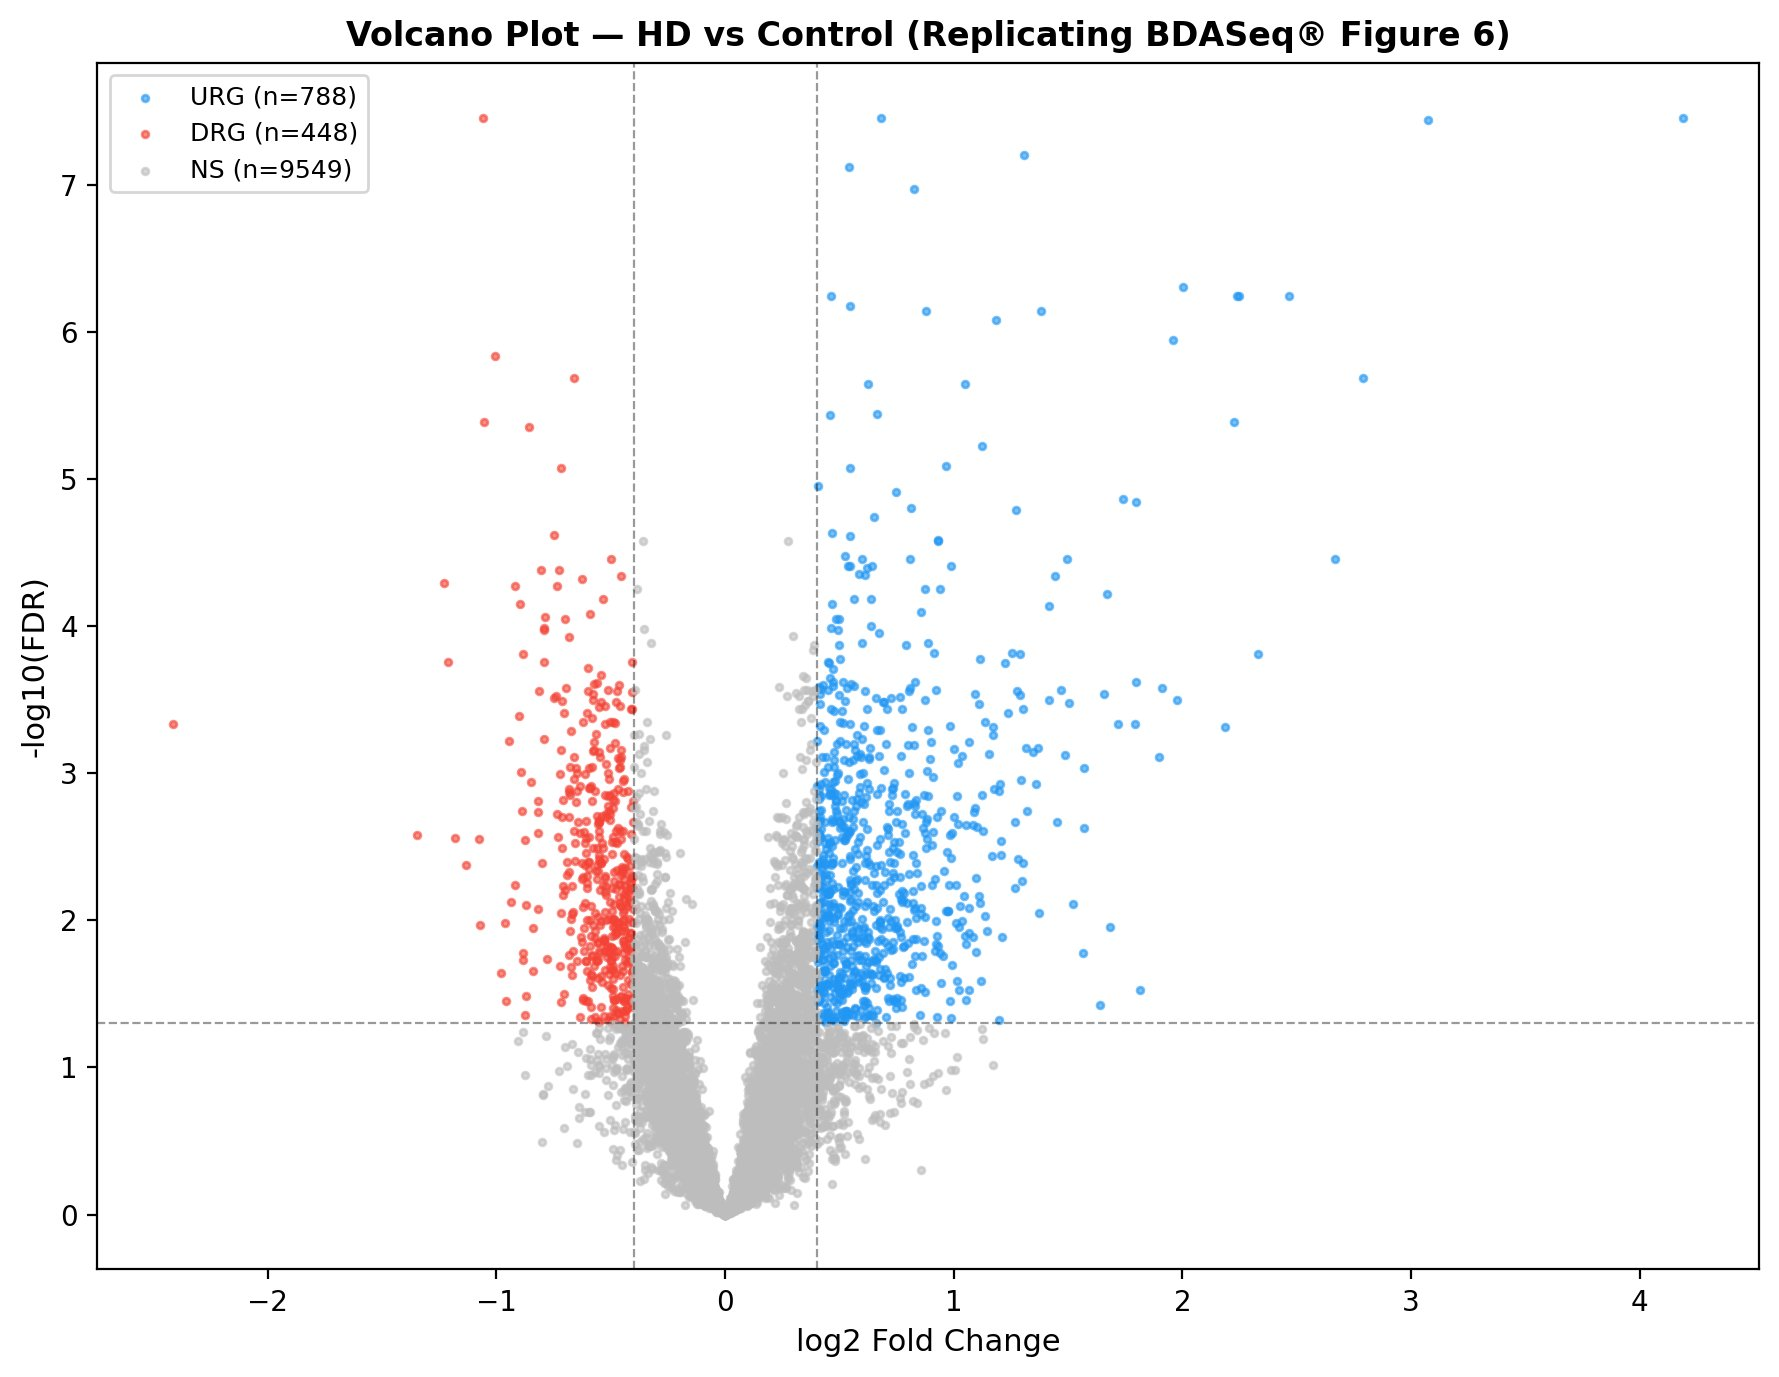 Volcano Plot — HD vs Control (Replicating BDASeq® Figure 6)
URG (n=788)
DRG (n=448)
NS (n=9549)
7
6
5
4
3
2
1
0
-log10(FDR)
−2
−1
0
1
2
3
4
log2 Fold Change